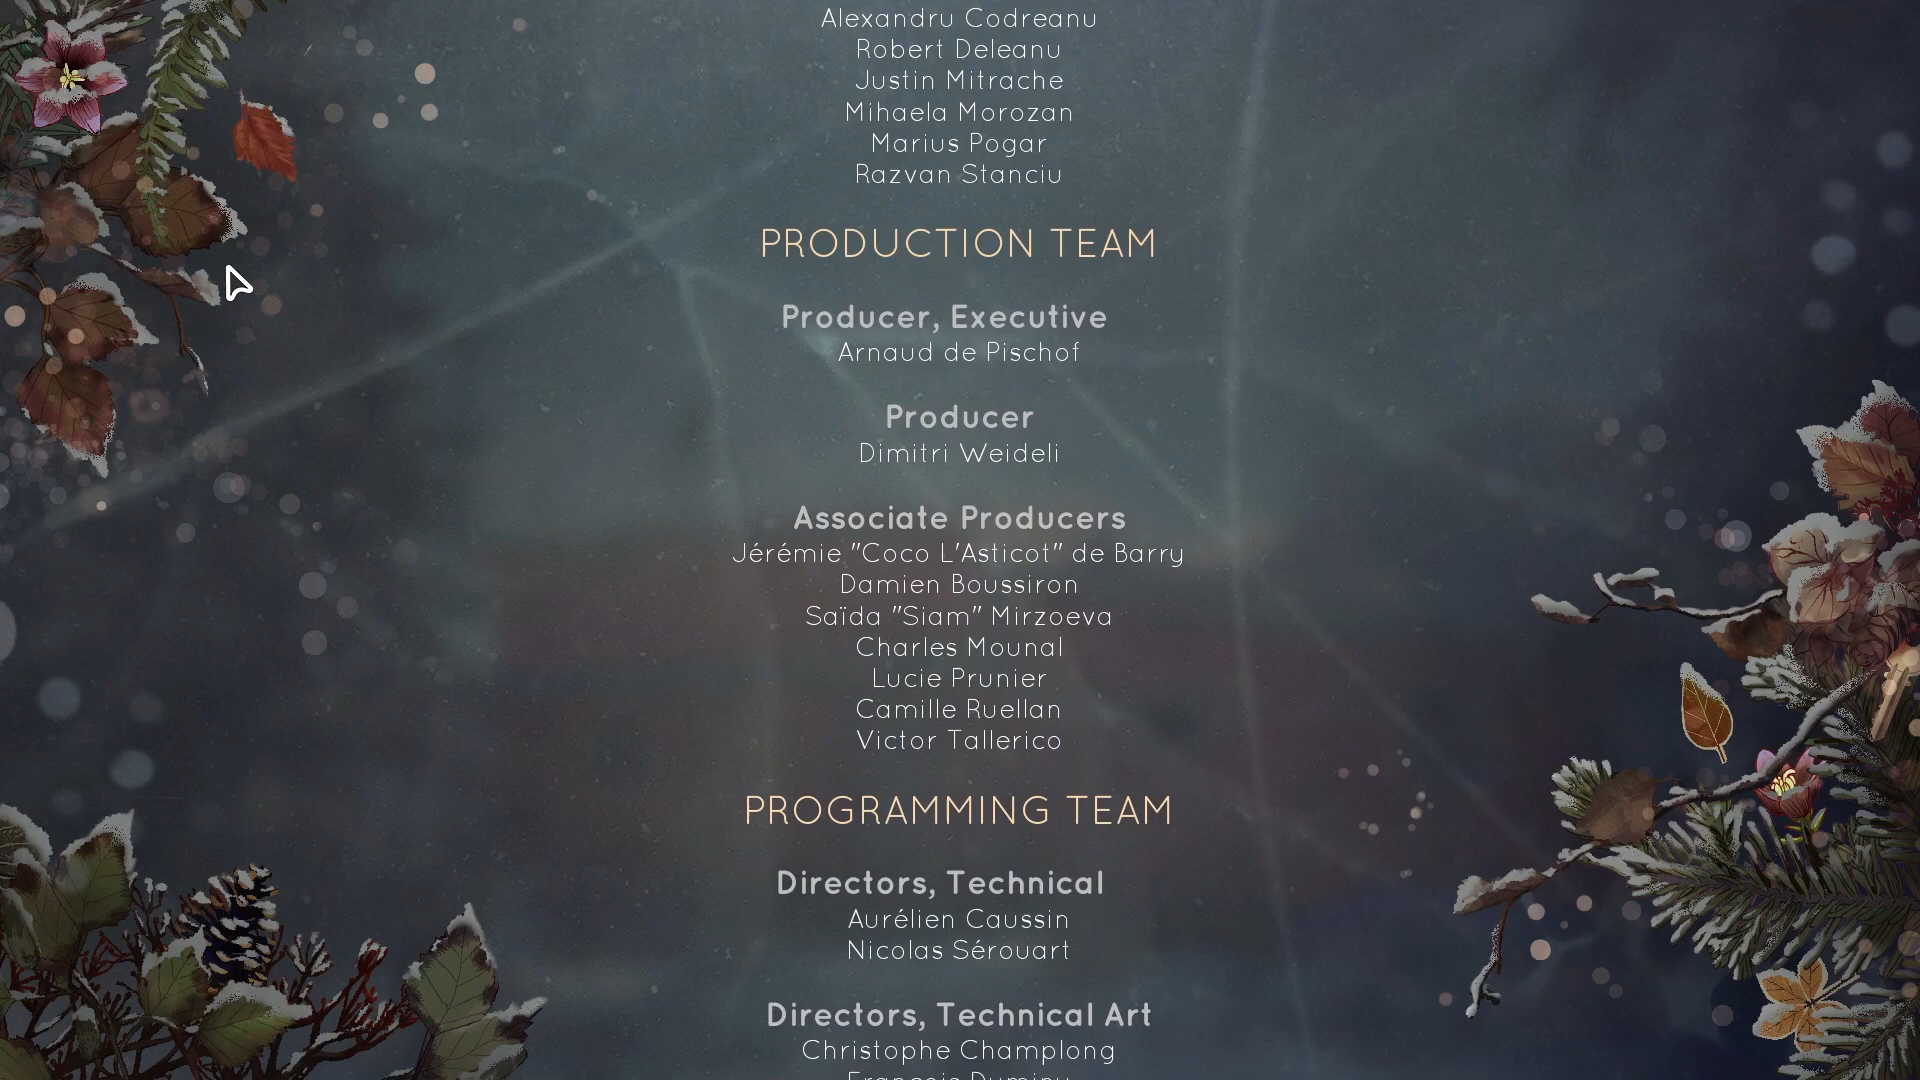 Alexandru Codreanu
Robert Deleanu
Justin Mitrache
Mihaela Morozan
Marius Pogar
Razvan Stanciu
PRODUCTION TEAM
Producer, Executive
Arnaud de Pischof
Producer
Dimitri Weideli
Associate Producers
Jérémie "Coco L'Asticot" de Barry
Damien Boussiron
Saïda "Siam" Mirzoeva
Charles Mounal
Lucie Prunier
Camille Ruellan
Victor Tallerico
PROGRAMMING TEAM
Directors, Technical
Aurélien Caussin
Nicolas Sérouart
Directors, Technical Art
Christophe Champlong